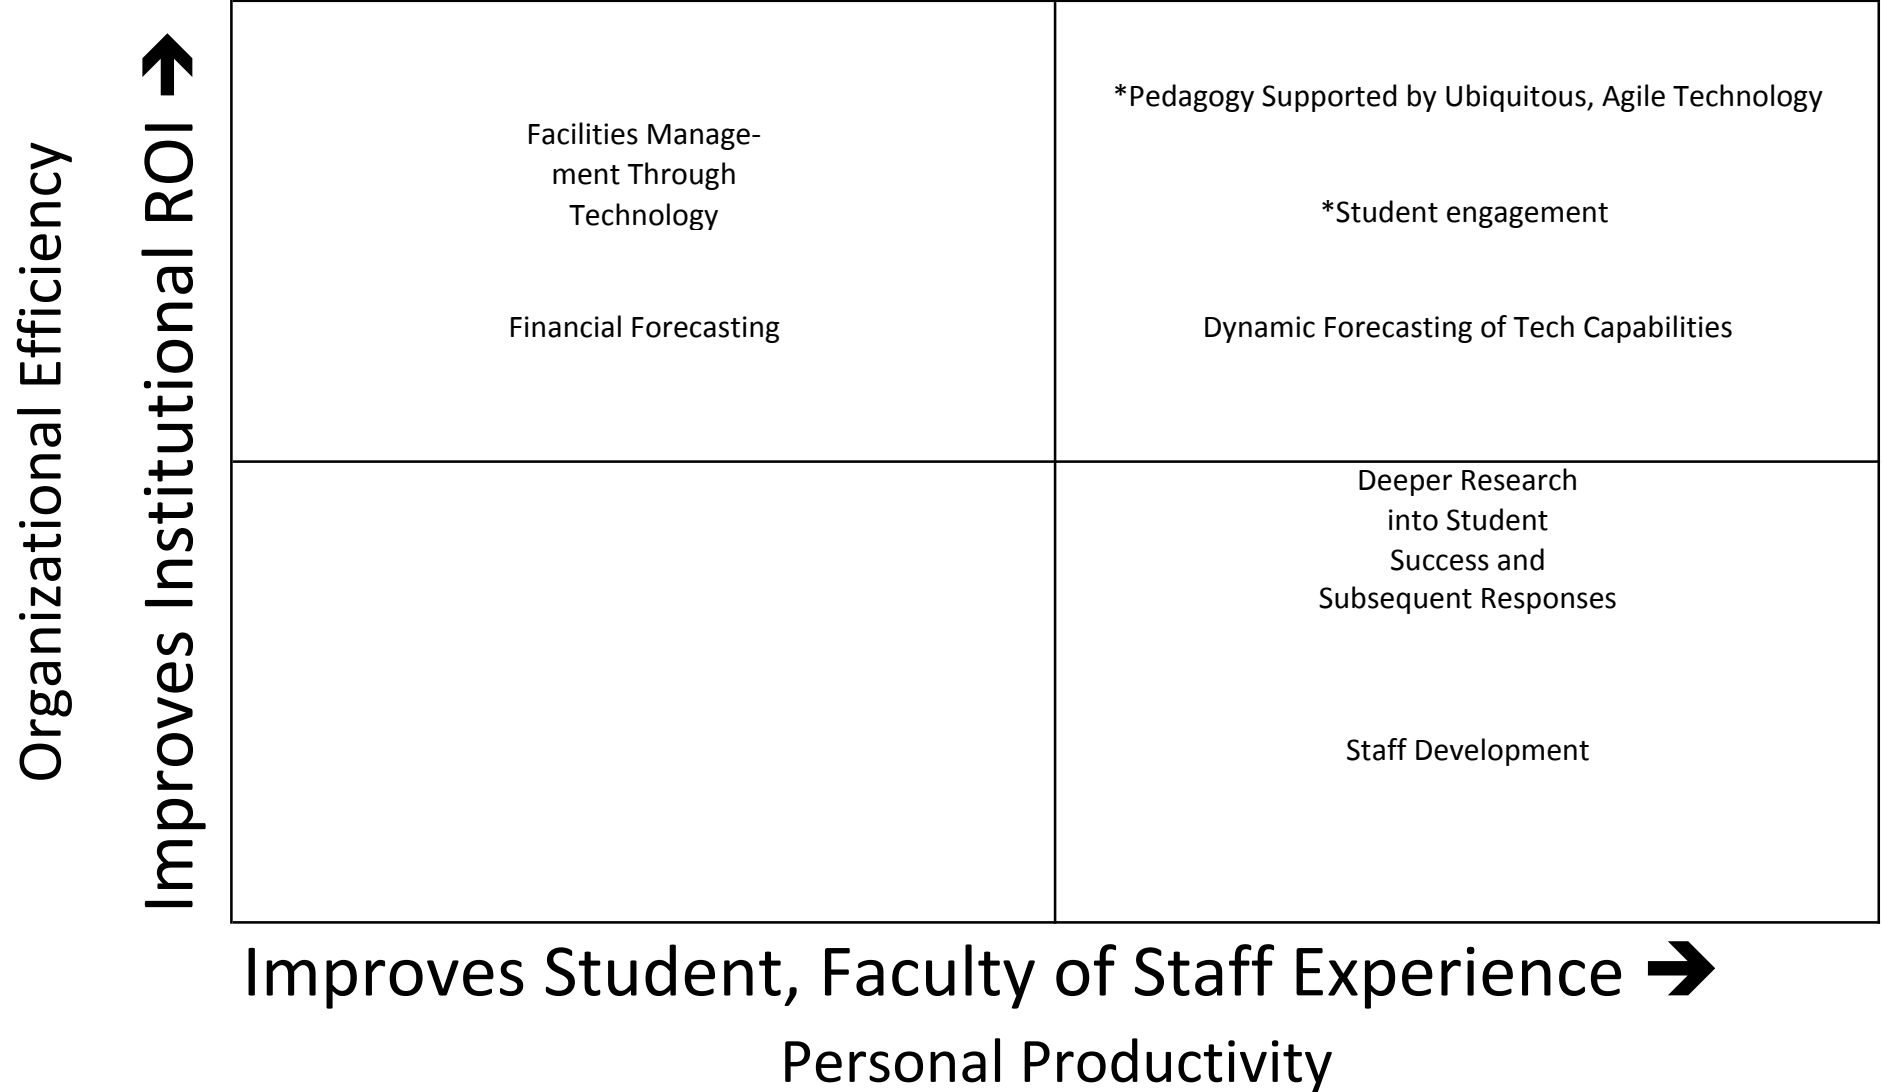 Organizational Efficiency
Improves Institutional ROI →
Facilities Manage-
ment Through
Technology
Financial Forecasting
*Pedagogy Supported by Ubiquitous, Agile Technology
*Student engagement
Dynamic Forecasting of Tech Capabilities
Deeper Research
into Student
Success and
Subsequent Responses
Staff Development
Improves Student, Faculty of Staff Experience →
Personal Productivity